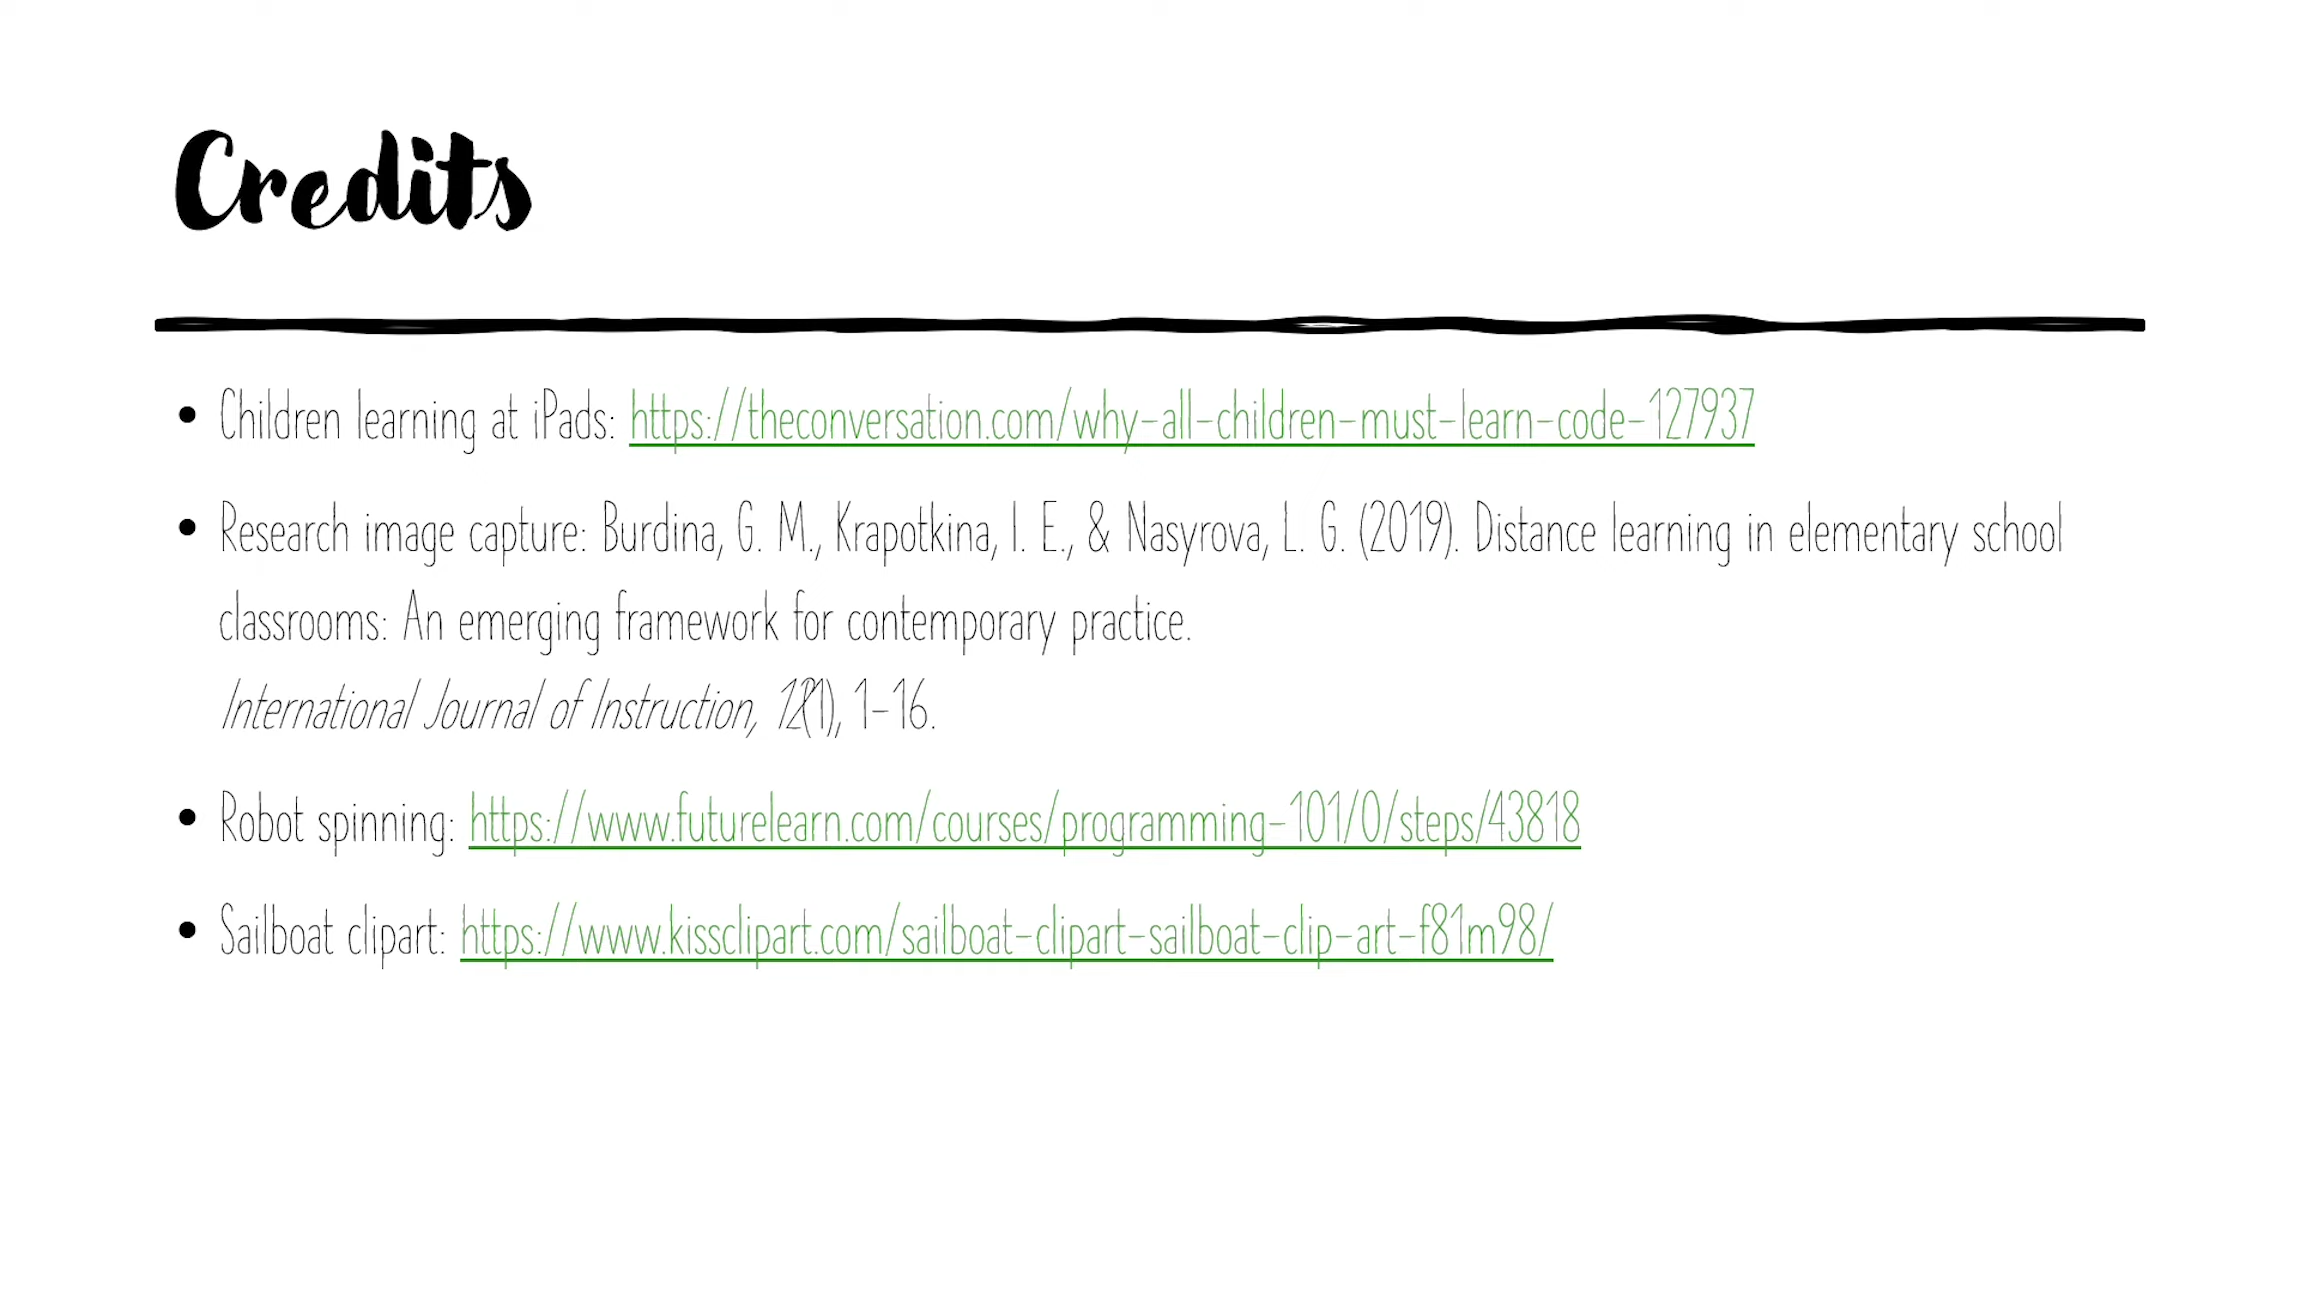 Credits
• Children learning at iPads: https://theconversation.com/why-all-children-must-learn-code-127937
• Research image capture: Burdina, G. M., Krapotkina, I. E., & Nasyrova, L. G. (2019). Distance learning in elementary school
classrooms: An emerging framework for contemporary practice.
International Journal of Instruction, 12(1), 1-16.
• Robot spinning: https://www.futurelearn.com/courses/programming-101/0/steps/43818
• Sailboat clipart: https://www.kissclipart.com/sailboat-clipart-sailboat-clip-art-f81m98/